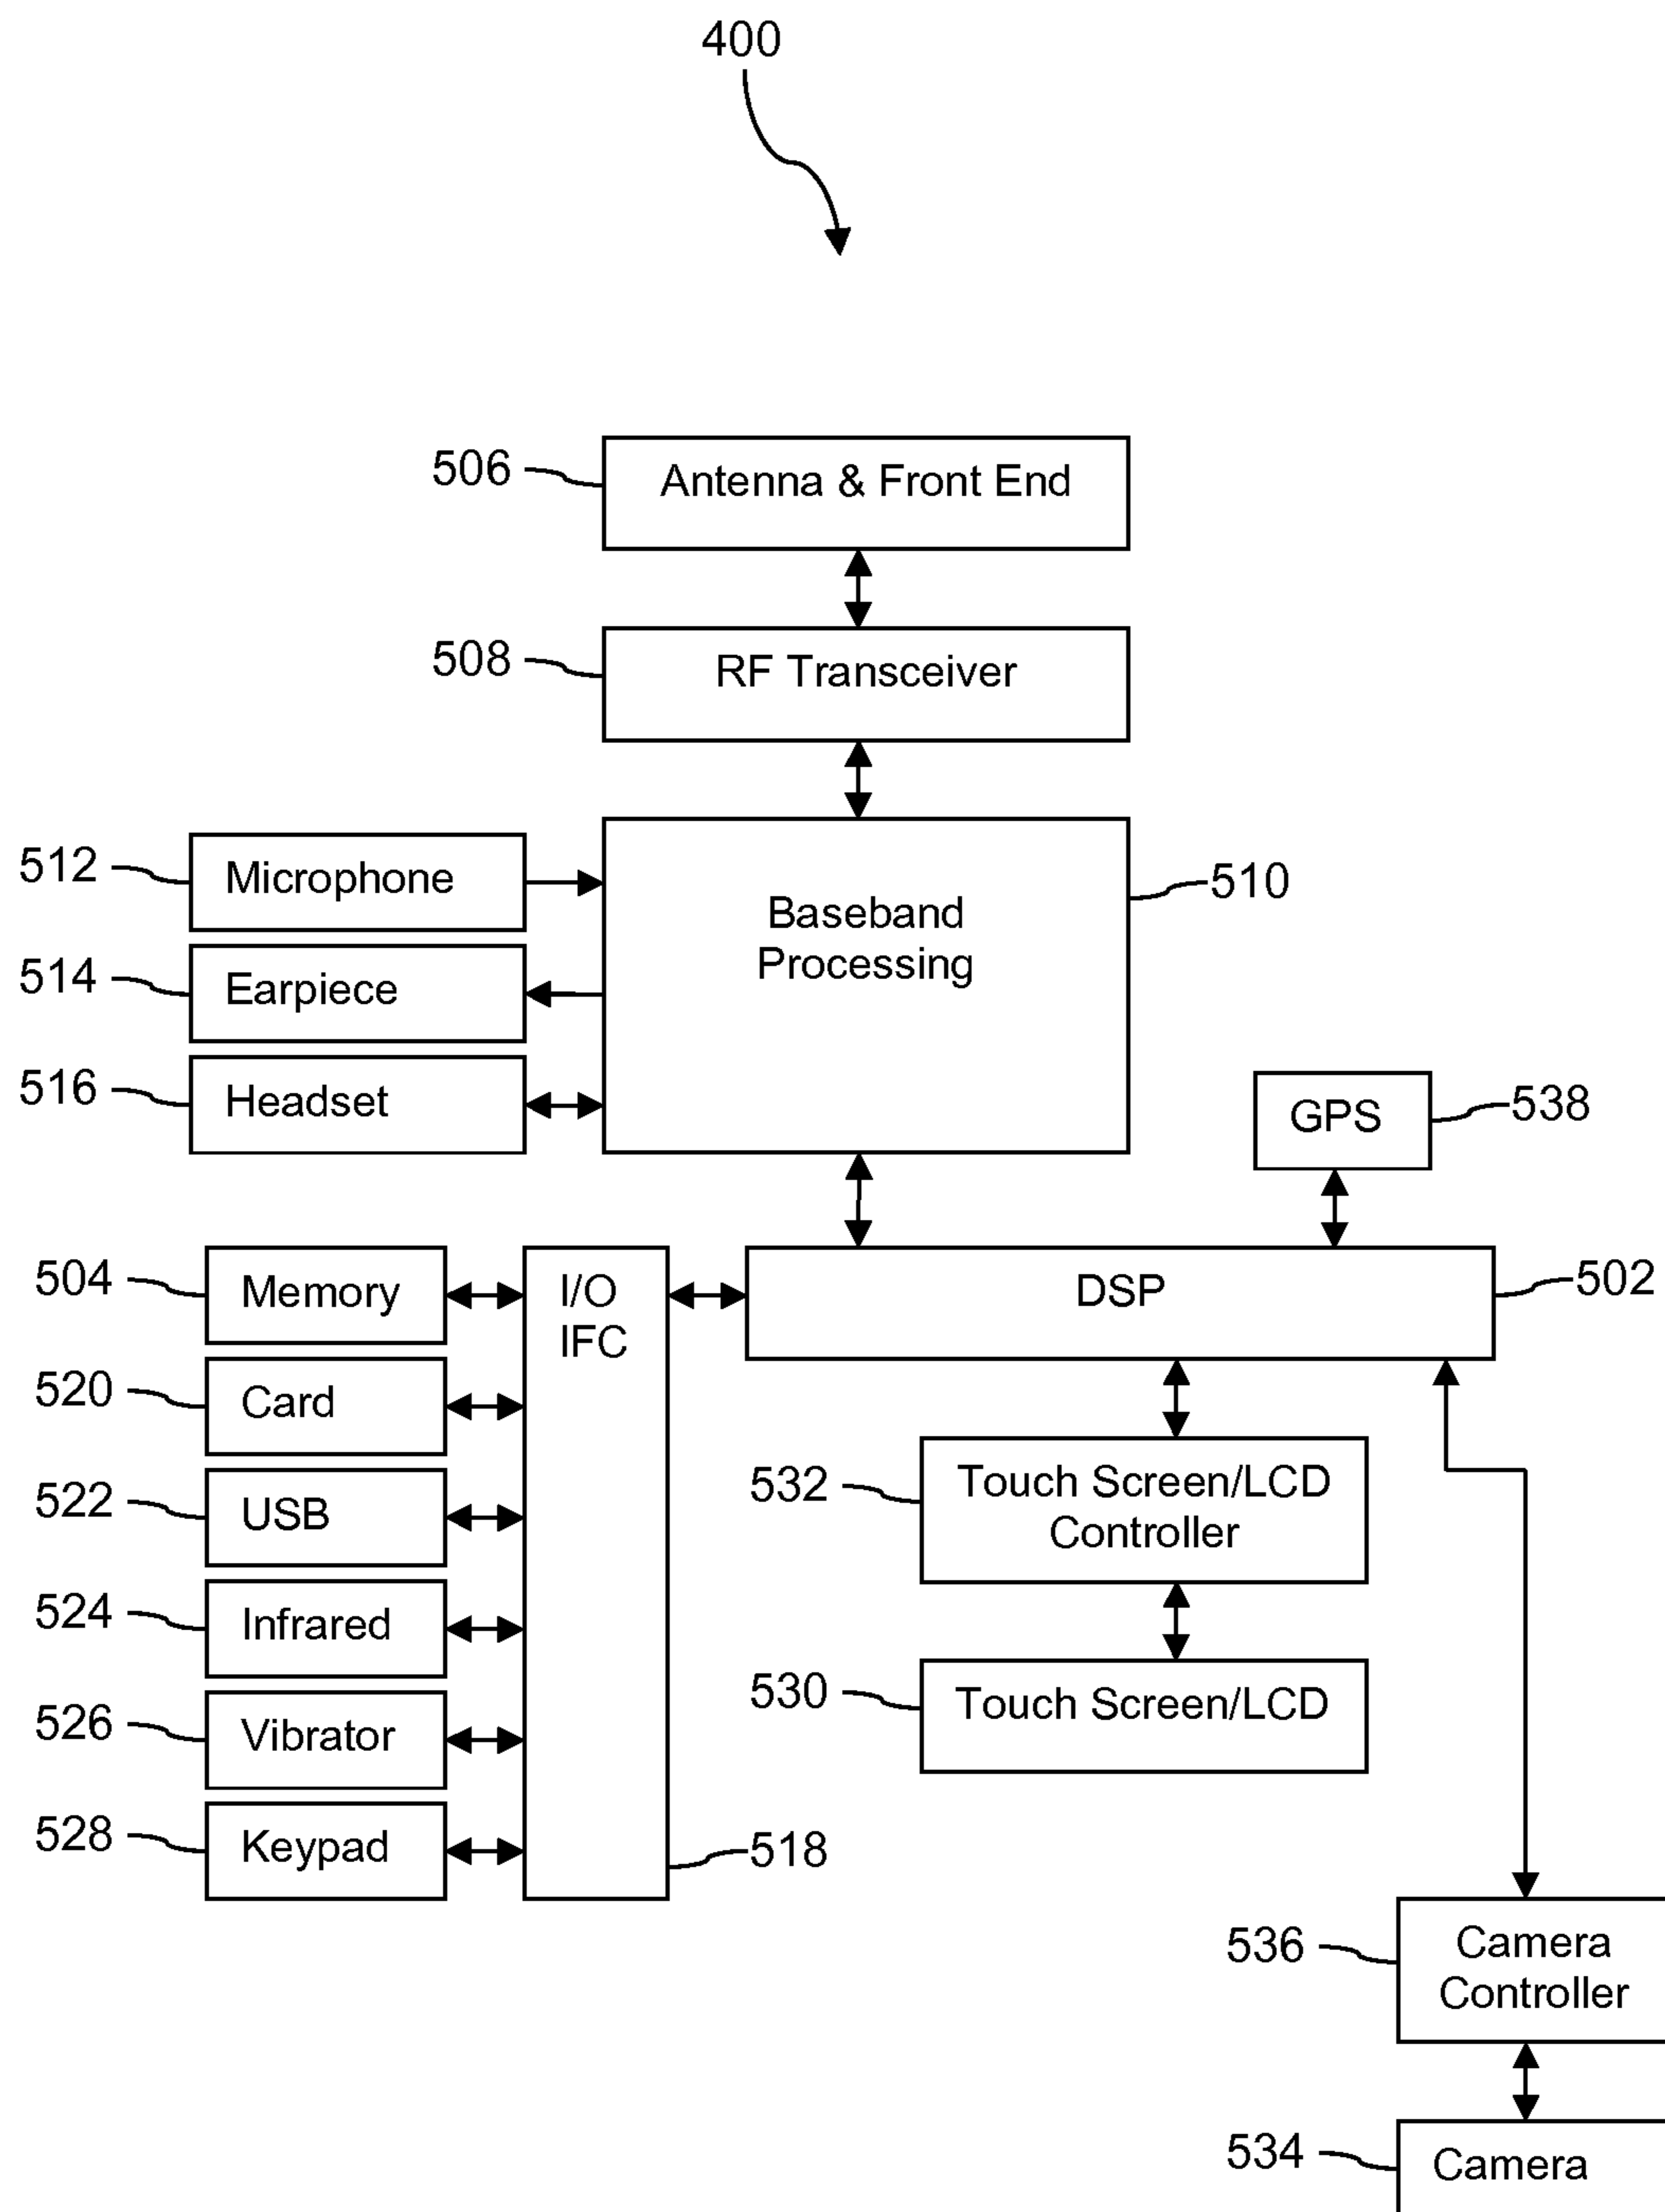 400
506
Antenna & Front End
508
RF Transceiver
512
Microphone
Baseband
Processing
510
514
Earpiece
516
Headset
GPS
538
504
Memory
I/O
IFC
DSP
502
520
Card
522
USB
532
Touch Screen/LCD
Controller
524
Infrared
530
Touch Screen/LCD
526
Vibrator
528
Keypad
518
536
Camera
Controller
534
Camera